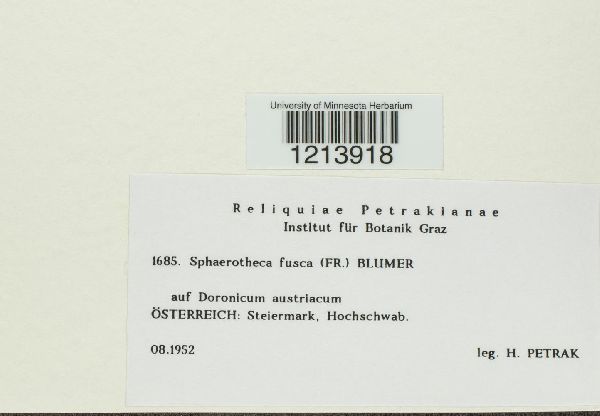 University of Minnesota Herbarium
1213918
Reliquiae Petrakianae
Institut für Botanik Graz
1685. Sphaerotheca fusca (FR.) BLUMER
auf Doronicum austriacum
ÖSTERREICH: Steiermark, Hochschwab.
08.1952
leg. H. PETRAK